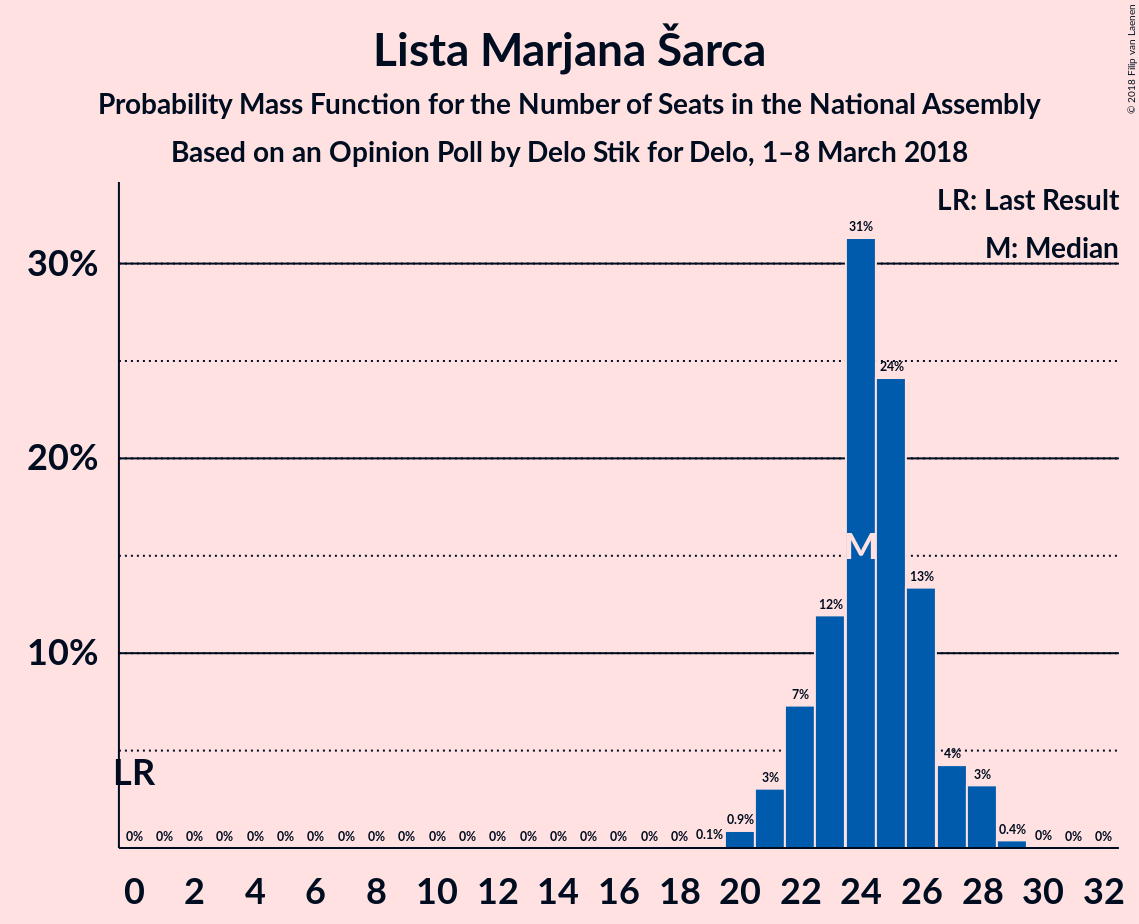 Lista Marjana Šarca
Probability Mass Function for the Number of Seats in the National Assembly
Based on an Opinion Poll by Delo Stik for Delo, 1–8 March 2018
© 2018 Filip van Laenen
LR: Last Result
M: Median
30%
20%
10%
31%
24%
M
13%
12%
7%
4%
3%
3%
LR
0% 0% 0% 0% 0% 0% 0% 0% 0% 0% 0% 0% 0% 0% 0% 0% 0% 0% 0% 0.1% 0.9% 0.4% 0% 0% 0%
0 2 4 6 8 10 12 14 16 18 20 22 24 26 28 30 32